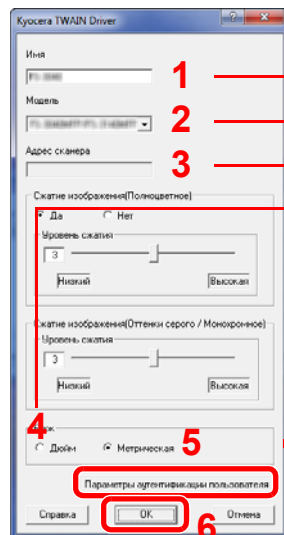 Kyocera TWAIN Driver
Имя
1
Модель
2
Адрес сканера
3
Сжатие изображения(Полноцветное)
Да Нет
Уровень сжатия
3
Низкий Высокая
Сжатие изображения(Оттенки серого / Монохромное)
Уровень сжатия
3
Низкий Высокая
4
Дюйм Метрическая 5
Параметры аутентификации пользователя
Справка OK Отмена
6